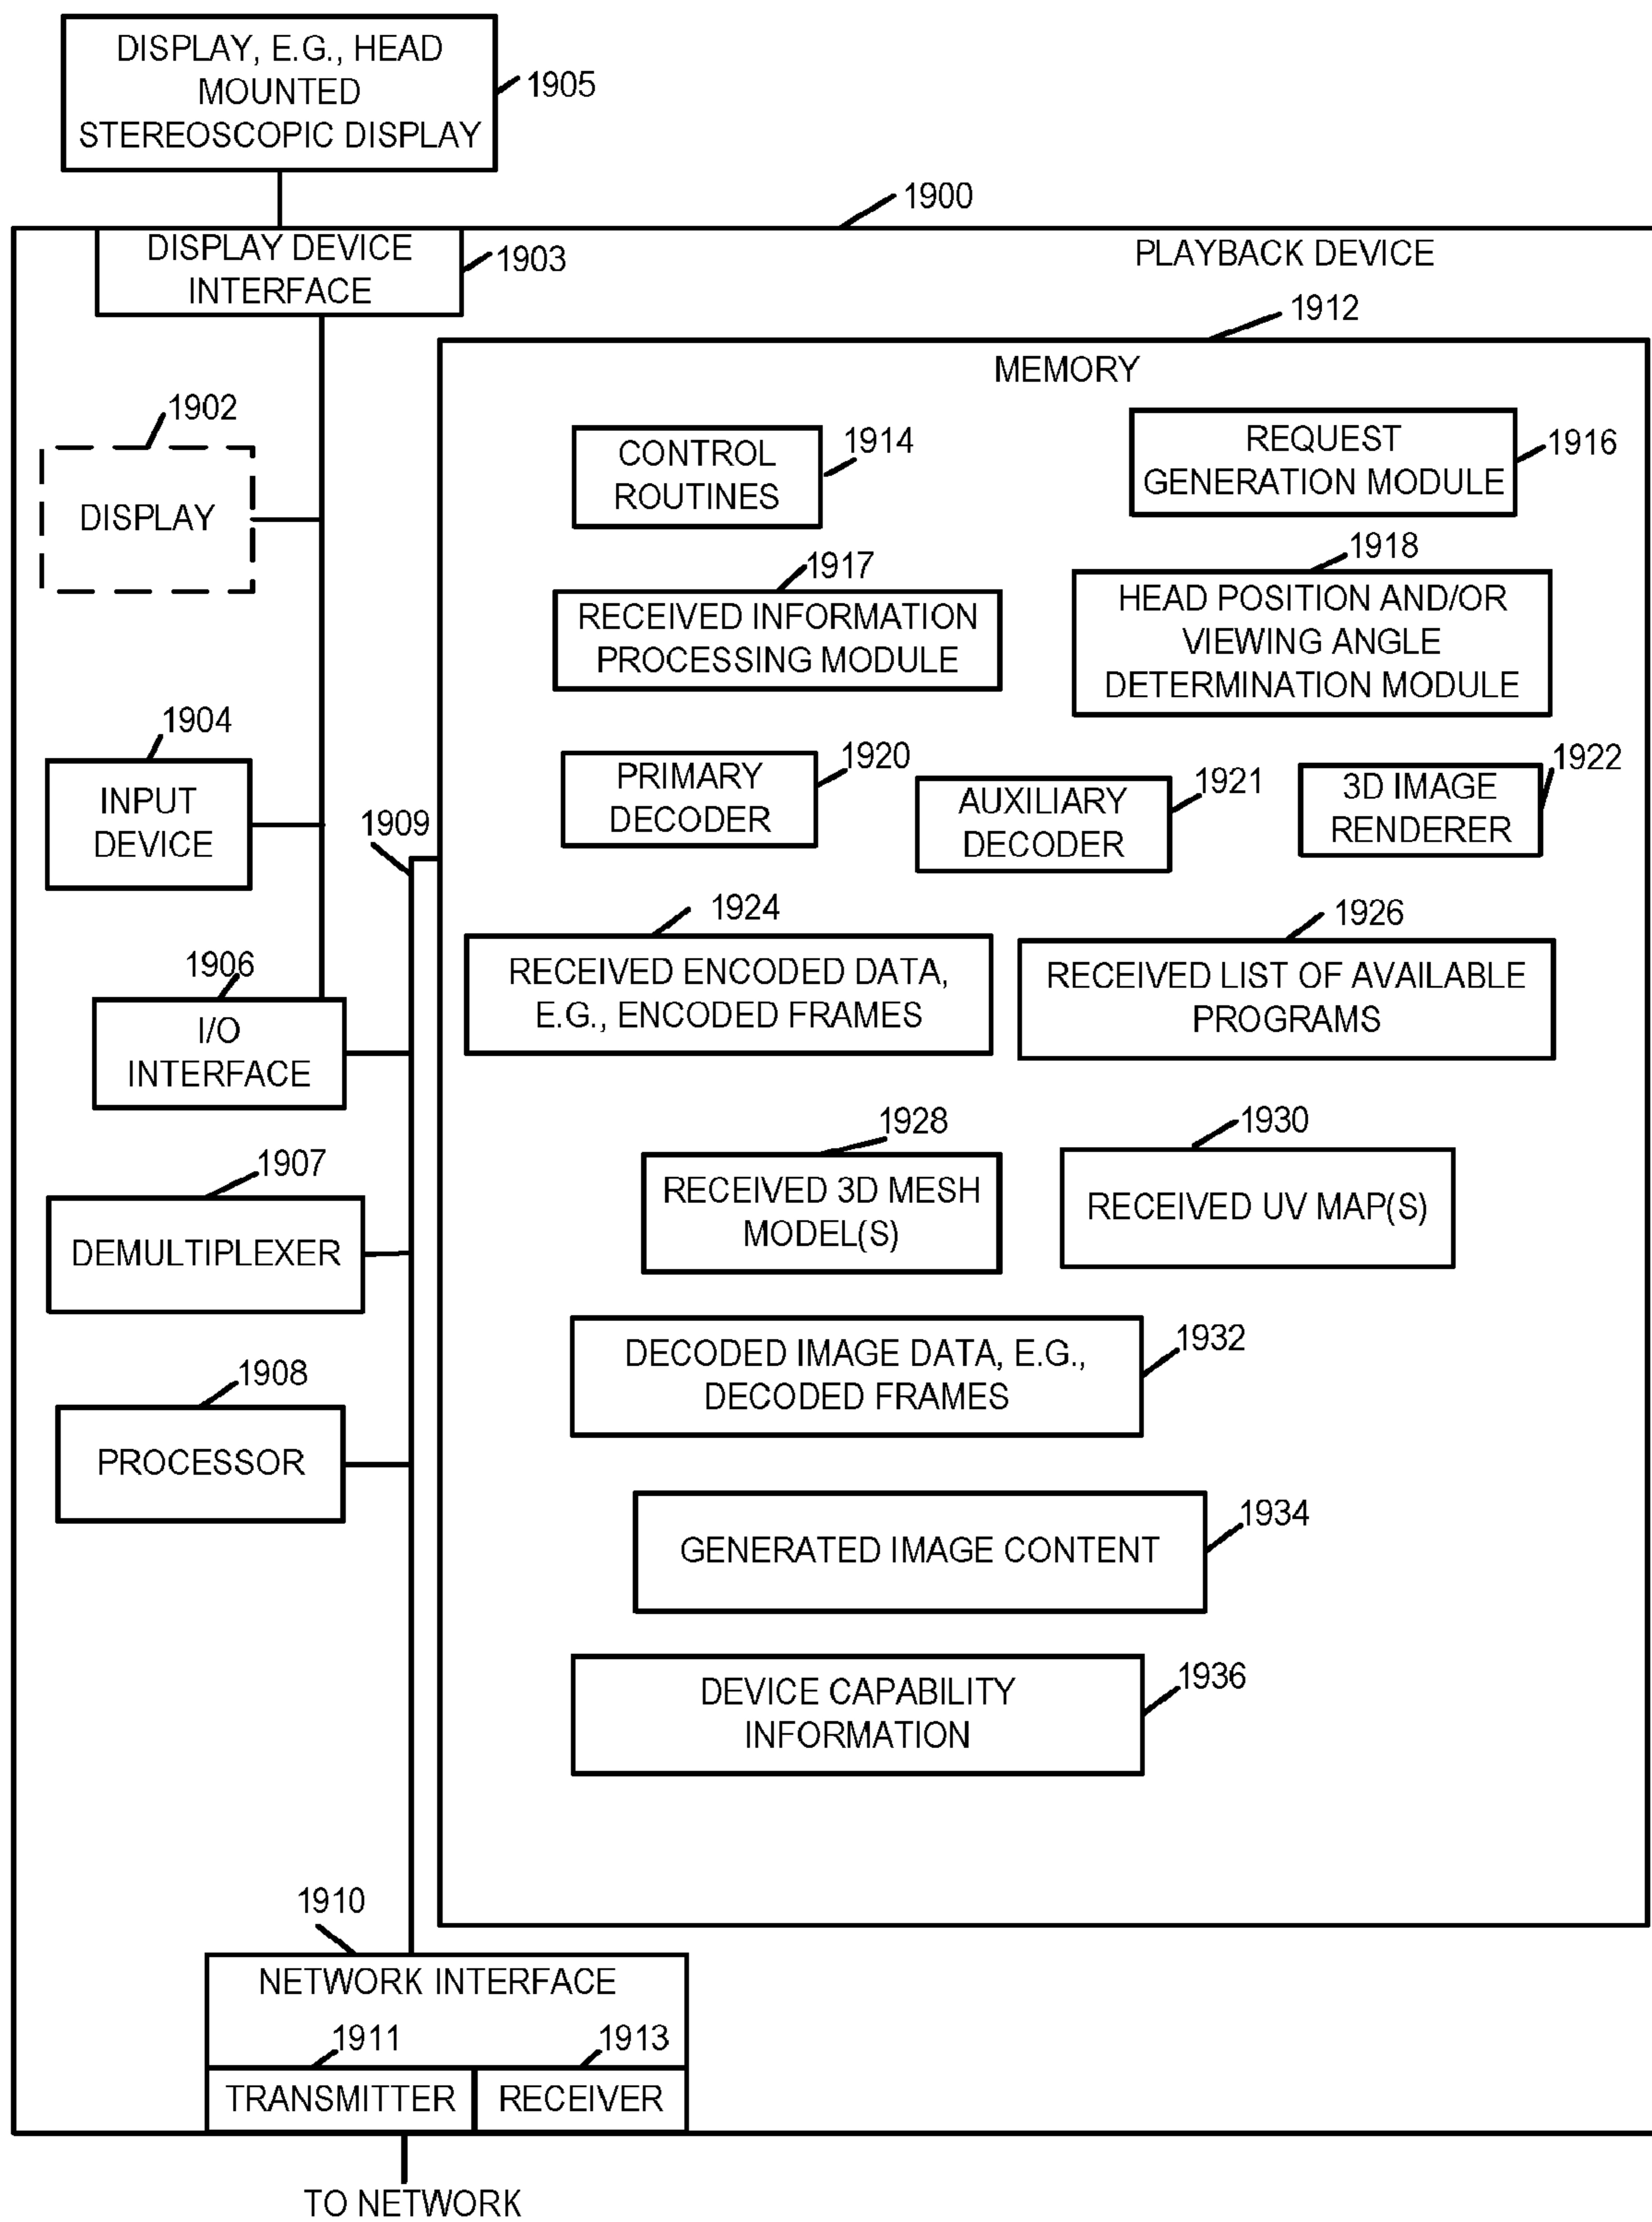 DISPLAY, E.G., HEAD
MOUNTED
STEREOSCOPIC DISPLAY
1905
1900
PLAYBACK DEVICE
DISPLAY DEVICE
INTERFACE
1903
1912
MEMORY
1902
DISPLAY
CONTROL
ROUTINES
1914
REQUEST
GENERATION MODULE
1916
1917
RECEIVED INFORMATION
PROCESSING MODULE
1918
HEAD POSITION AND/OR
VIEWING ANGLE
DETERMINATION MODULE
1904
INPUT
DEVICE
1909
PRIMARY
DECODER
1920
AUXILIARY
DECODER
1921
3D IMAGE
RENDERER
1922
1924
RECEIVED ENCODED DATA,
E.G., ENCODED FRAMES
1926
RECEIVED LIST OF AVAILABLE
PROGRAMS
1906
I/O
INTERFACE
1928
RECEIVED 3D MESH
MODEL(S)
1930
RECEIVED UV MAP(S)
1907
DEMULTIPLEXER
DECODED IMAGE DATA, E.G.,
DECODED FRAMES
1932
1908
PROCESSOR
GENERATED IMAGE CONTENT
1934
DEVICE CAPABILITY
INFORMATION
1936
1910
NETWORK INTERFACE
1911
1913
TRANSMITTER
RECEIVER
TO NETWORK